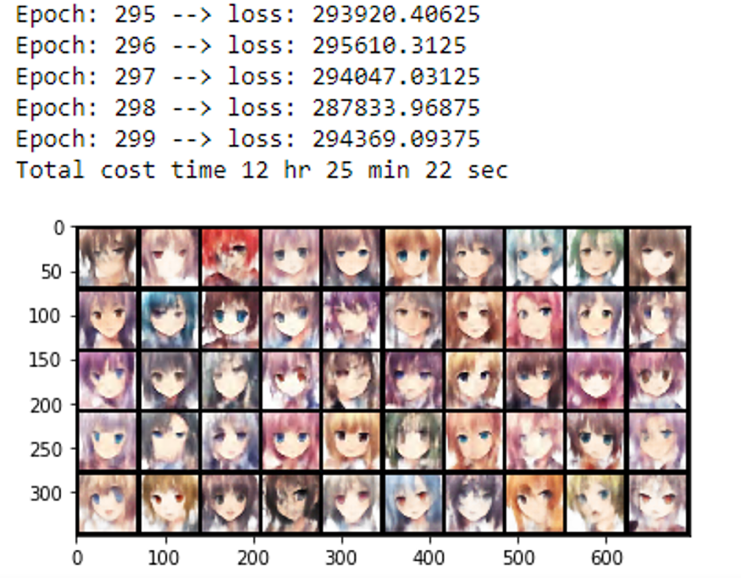 Epoch: 295 --> loss: 293920.40625
Epoch: 296 --> loss: 295610.3125
Epoch: 297 --> loss: 294047.03125
Epoch: 298 --> loss: 287833.96875
Epoch: 299 --> loss: 294369.09375
Total cost time 12 hr 25 min 22 sec
0
50
100
150
200
250
300
0 100 200 300 400 500 600